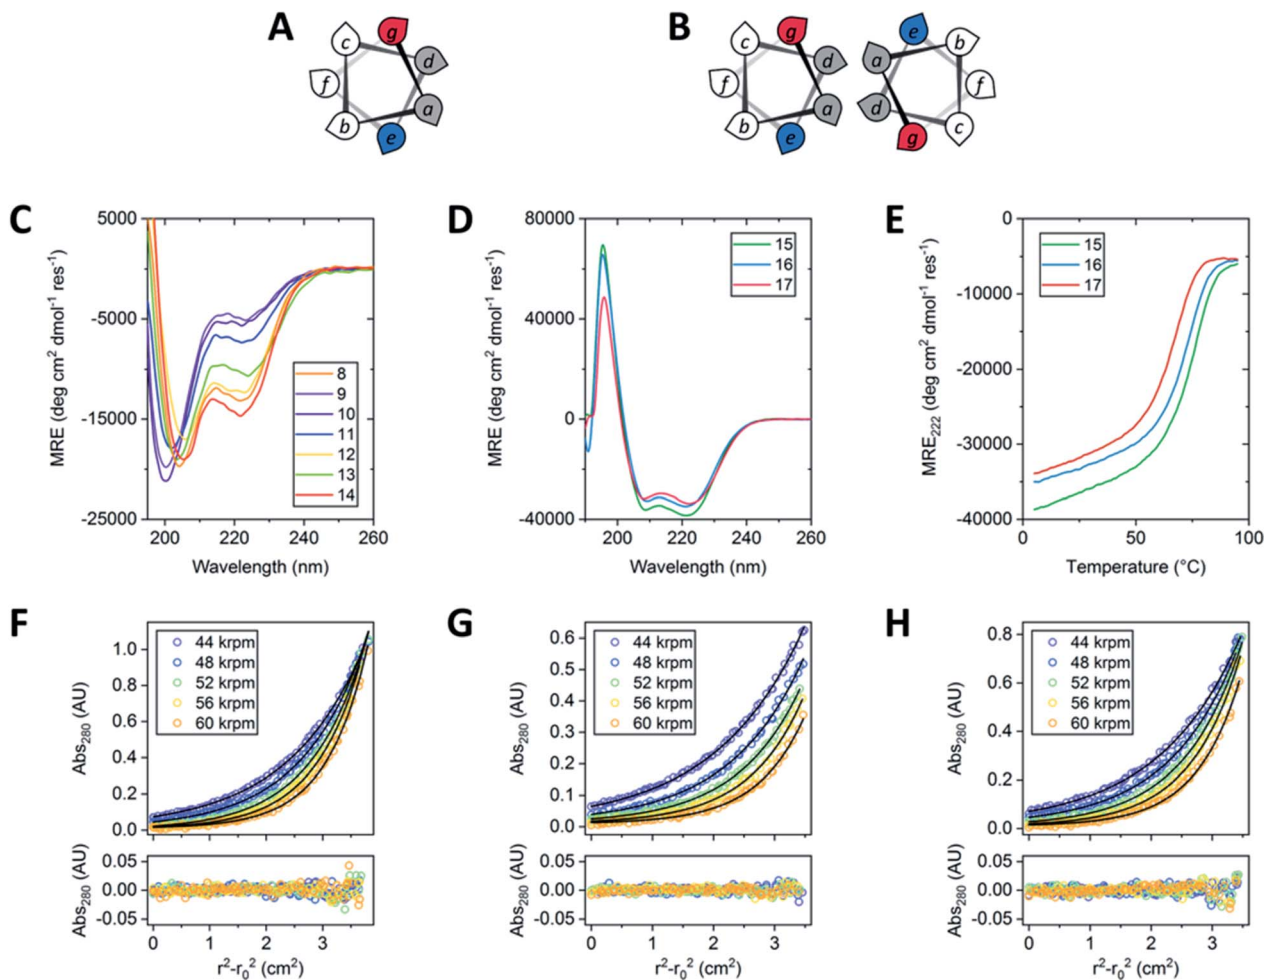 A
B
c
g
d
f
a
b
e
c
g
d
f
a
b
e
e
a
b
d
f
g
c
C
D
E
5000
-5000
-15000
-25000
MRE (deg cm2 dmol-1 res-1)
200
220
240
260
Wavelength (nm)
8
9
10
11
12
13
14
80000
40000
0
-40000
MRE (deg cm2 dmol-1 res-1)
200
220
240
260
Wavelength (nm)
15
16
17
0
-10000
-20000
-30000
-40000
MRE222 (deg cm2 dmol-1 res-1)
0
50
100
Temperature (°C)
15
16
17
F
G
H
1.0
0.8
0.6
0.4
0.2
0.0
Abs280 (AU)
44 krpm
48 krpm
52 krpm
56 krpm
60 krpm
0.05
0.00
-0.05
Abs280 (AU)
0
1
2
3
r2-r02 (cm2)
0.6
0.5
0.4
0.3
0.2
0.1
0.0
Abs280 (AU)
44 krpm
48 krpm
52 krpm
56 krpm
60 krpm
0.05
0.00
-0.05
Abs280 (AU)
0
1
2
3
r2-r02 (cm2)
0.8
0.6
0.4
0.2
0.0
Abs280 (AU)
44 krpm
48 krpm
52 krpm
56 krpm
60 krpm
0.05
0.00
-0.05
Abs280 (AU)
0
1
2
3
r2-r02 (cm2)